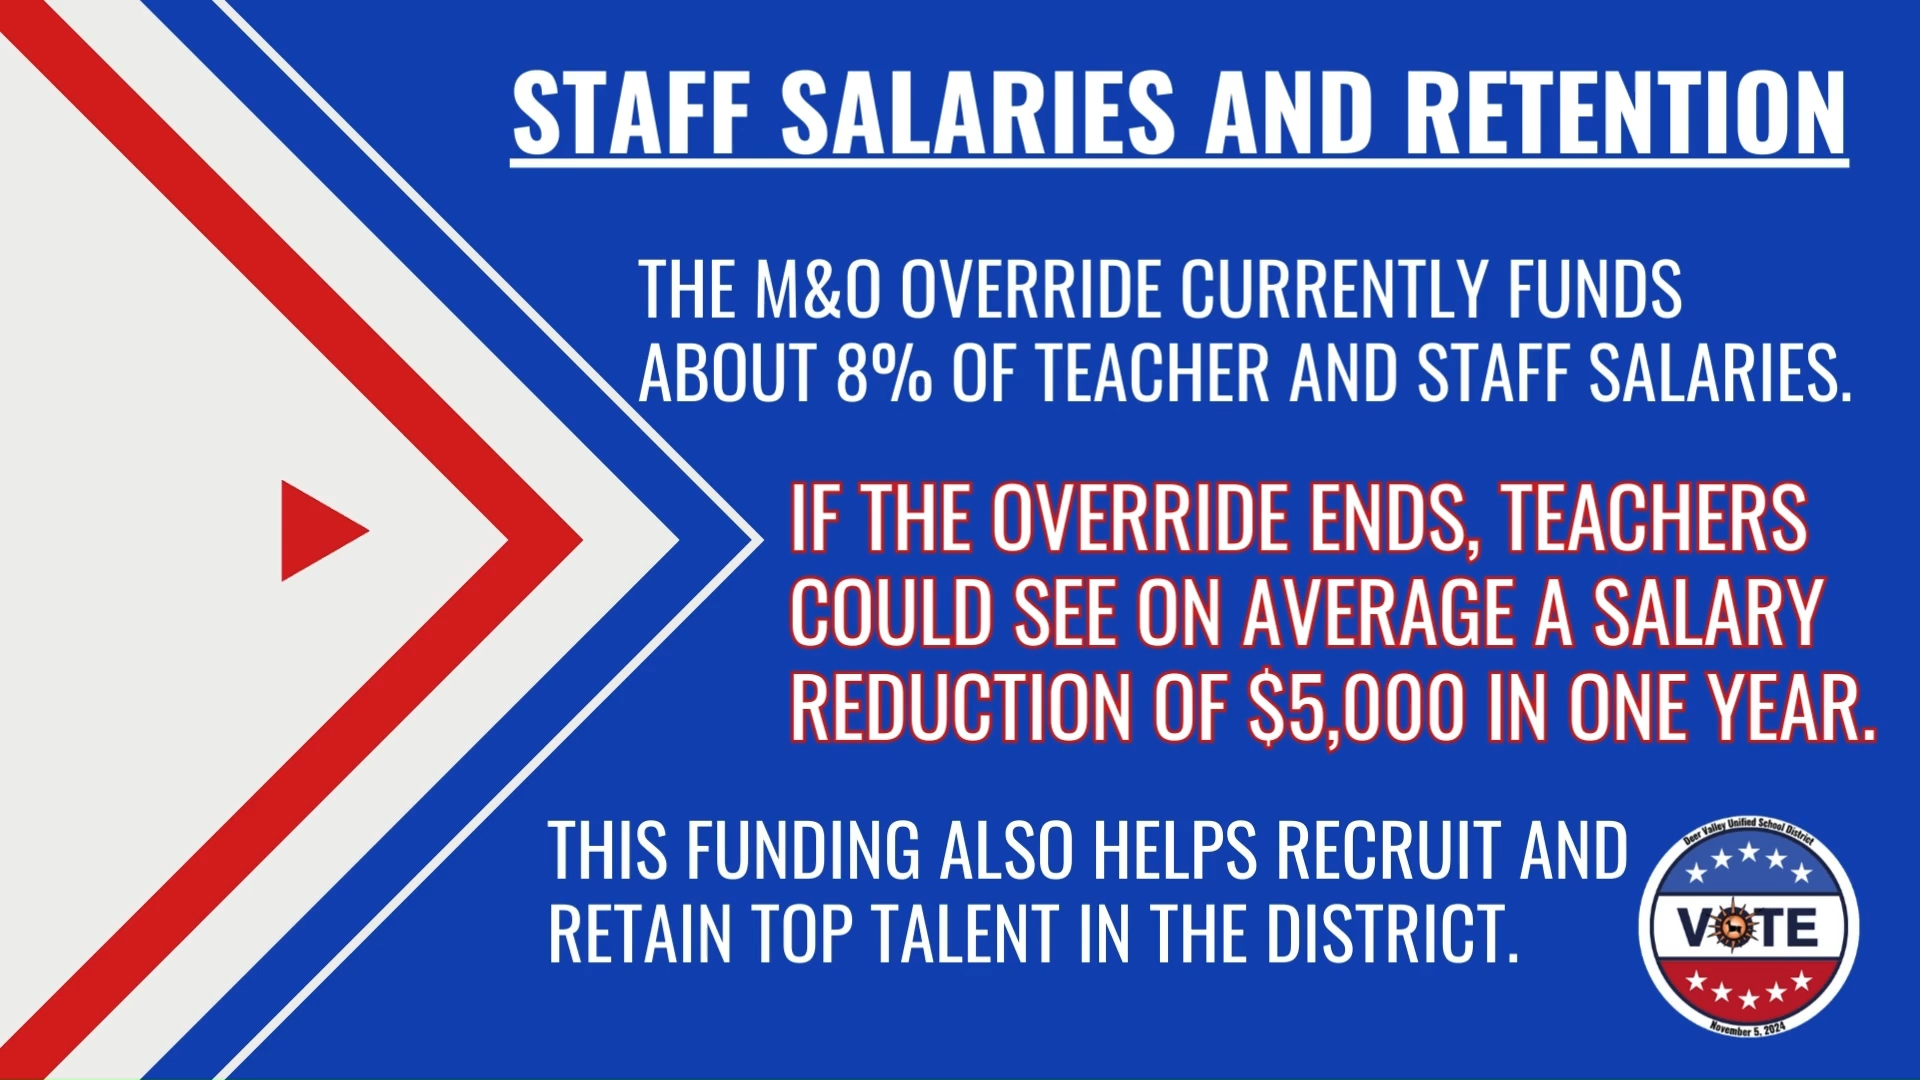 STAFF SALARIES AND RETENTION
THE M&O OVERRIDE CURRENTLY FUNDS
ABOUT 8% OF TEACHER AND STAFF SALARIES.
IF THE OVERRIDE ENDS, TEACHERS
COULD SEE ON AVERAGE A SALARY
REDUCTION OF $5,000 IN ONE YEAR.
THIS FUNDING ALSO HELPS RECRUIT AND
RETAIN TOP TALENT IN THE DISTRICT.
Deer Valley Unified School District
VOTE
November 5, 2024